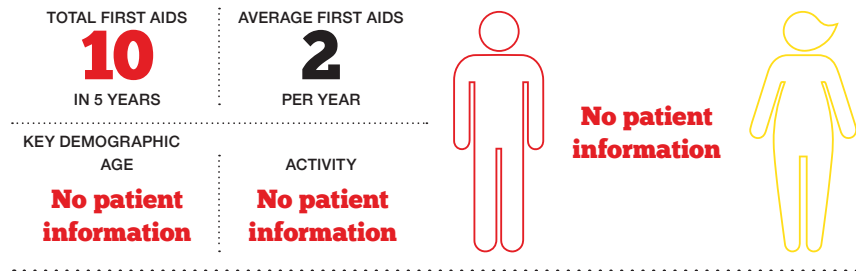 TOTAL FIRST AIDS
10
IN 5 YEARS
AVERAGE FIRST AIDS
2
PER YEAR
KEY DEMOGRAPHIC
AGE
No patient
information
ACTIVITY
No patient
information
No patient
information